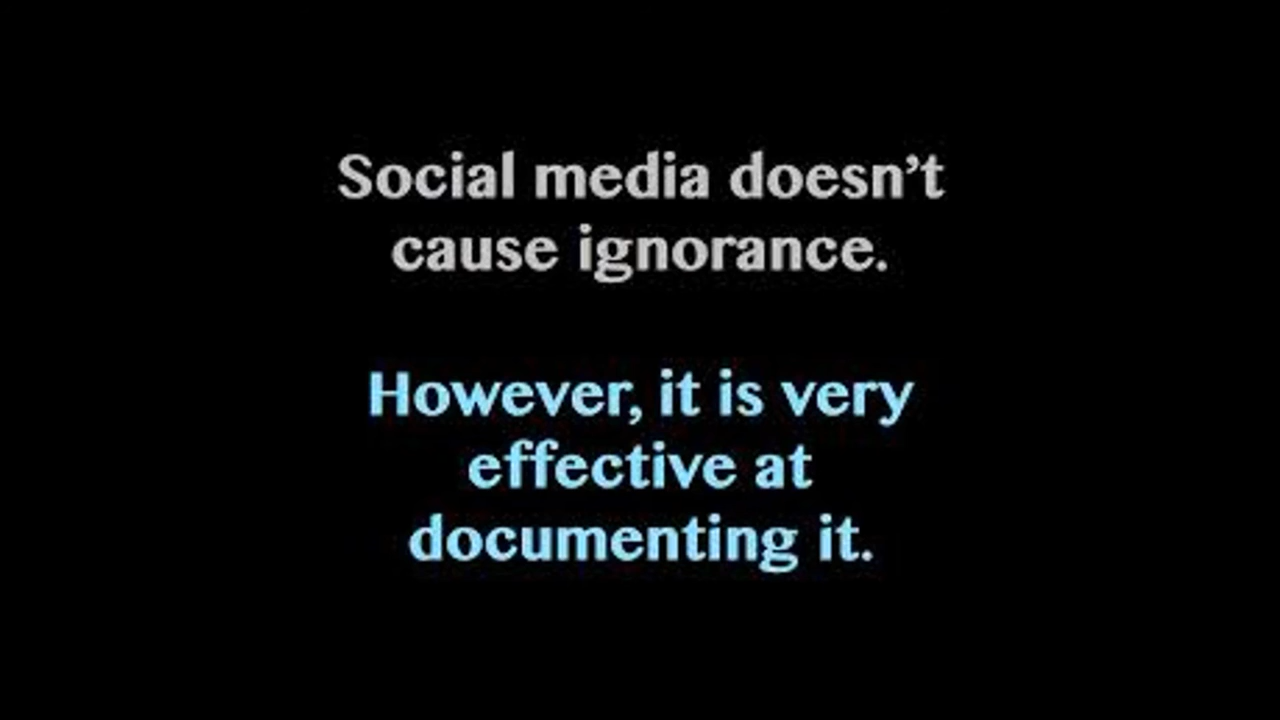 Social media doesn’t
cause ignorance.
However, it is very
effective at
documenting it.